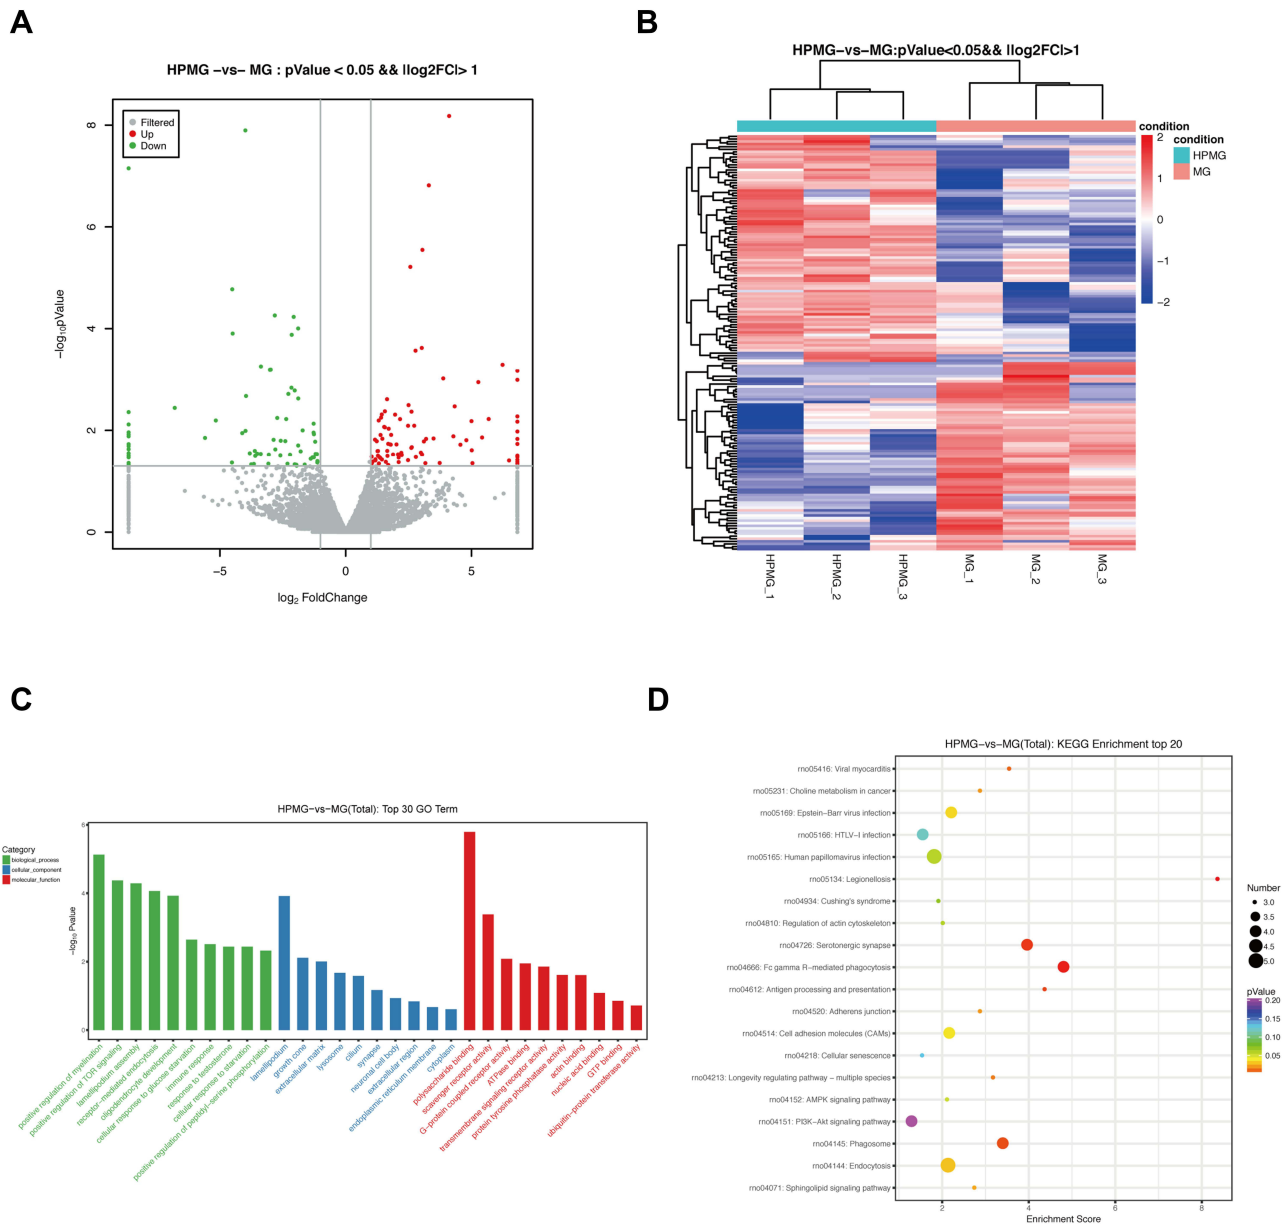 A
HPMG −vs− MG : pValue < 0.05 && |log2FC|> 1
Filtered
Up
Down
−log10pValue
8
6
4
2
0
−5
0
5
log2 FoldChange
B
HPMG−vs−MG:pValue<0.05&& |log2FC|>1
condition
2
1
0
−1
−2
condition
HPMG
MG
HPMG_1
HPMG_2
HPMG_3
MG_1
MG_2
MG_3
C
HPMG−vs−MG(Total): Top 30 GO Term
Category
biological_process
cellular_component
molecular_function
−log10 Pvalue
6
4
2
0
positive regulation of myelination
positive regulation of TOR signaling
lamellipodium assembly
receptor−mediated endocytosis
oligodendrocyte development
cellular response to glucose starvation
immune response
response to testosterone
cellular response to starvation
positive regulation of peptidyl−serine phosphorylation
lamellipodium
growth cone
extracellular matrix
lysosome
cilium
synapse
neuronal cell body
extracellular region
endoplasmic reticulum membrane
cytoplasm
polysaccharide binding
scavenger receptor activity
G−protein coupled receptor activity
ATPase binding
transmembrane signaling receptor activity
protein tyrosine phosphatase activity
actin binding
nucleic acid binding
GTP binding
ubiquitin−protein transferase activity
D
HPMG−vs−MG(Total): KEGG Enrichment top 20
rno05416: Viral myocarditis
rno05231: Choline metabolism in cancer
rno05169: Epstein−Barr virus infection
rno05166: HTLV−I infection
rno05165: Human papillomavirus infection
rno05134: Legionellosis
rno04934: Cushing's syndrome
rno04810: Regulation of actin cytoskeleton
rno04726: Serotonergic synapse
rno04666: Fc gamma R−mediated phagocytosis
rno04612: Antigen processing and presentation
rno04520: Adherens junction
rno04514: Cell adhesion molecules (CAMs)
rno04218: Cellular senescence
rno04213: Longevity regulating pathway − multiple species
rno04152: AMPK signaling pathway
rno04151: PI3K−Akt signaling pathway
rno04145: Phagosome
rno04144: Endocytosis
rno04071: Sphingolipid signaling pathway
2
4
6
8
Enrichment Score
Number
3.0
3.5
4.0
4.5
5.0
pValue
0.20
0.15
0.10
0.05